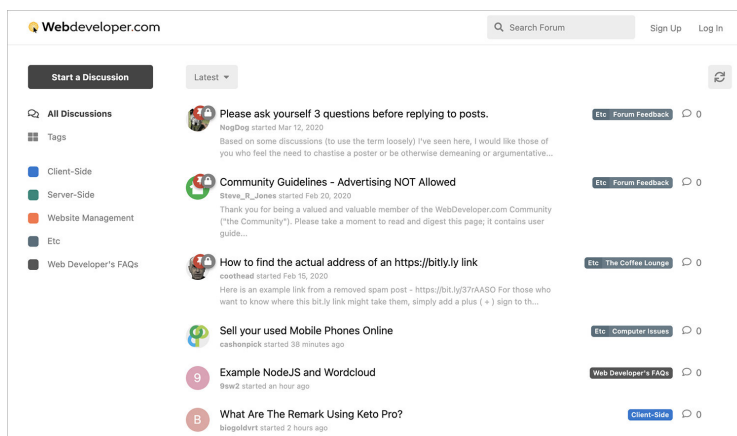 Webdeveloper.com
Search Forum
Sign Up
Log In
Start a Discussion
Latest
All Discussions
Tags
Client-Side
Server-Side
Website Management
Etc
Web Developer's FAQs
Please ask yourself 3 questions before replying to posts.
Etc Forum Feedback
0
NogDog started Mar 12, 2020
Based on some discussions (to use the term loosely) I've seen here, I would like those of
you who feel the need to chastise a poster or be otherwise demeaning or argumentative...
Community Guidelines - Advertising NOT Allowed
Etc Forum Feedback
0
Steve_R_Jones started Feb 20, 2020
Thank you for being a valued and valuable member of the WebDeveloper.com Community
("the Community"). Please take a moment to read and digest this page; it contains user
guide...
How to find the actual address of an https://bitly.ly link
Etc The Coffee Lounge
0
coothead started Feb 15, 2020
Here is an example link from a removed spam post - https://bit.ly/37rAASO For those who
want to know where this bit.ly link might take them, simply add a plus ( + ) sign to th...
Sell your used Mobile Phones Online
Etc Computer Issues
0
cashonpick started 38 minutes ago
9
Example NodeJS and Wordcloud
Web Developer's FAQs
0
9sw2 started an hour ago
B
What Are The Remark Using Keto Pro?
Client-Side
0
biogoldvrt started 2 hours ago